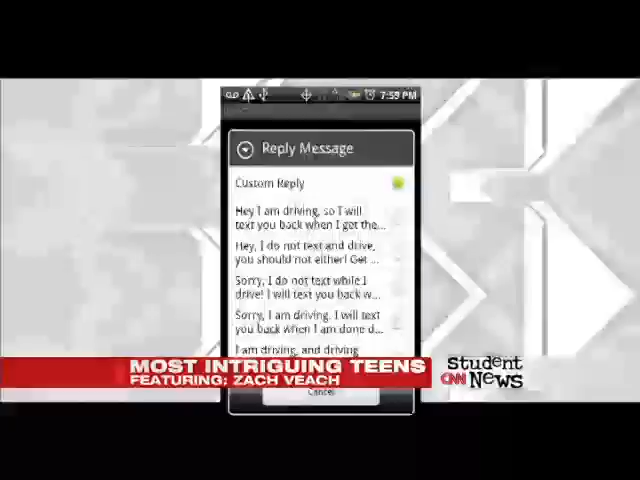 7:59 PM
Reply Message
Custom Reply
Hey I am driving, so I will
text you back when I get the...
Hey, I do not text and drive,
you should not either! Get ...
Sorry, I do not text while I
drive! I will text you back w...
Sorry, I am driving. I will text
you back when I am done d...
I am driving, and driving
MOST INTRIGUING TEENS
FEATURING: ZACH VEACH
Student
CNN NEWS
Cancel